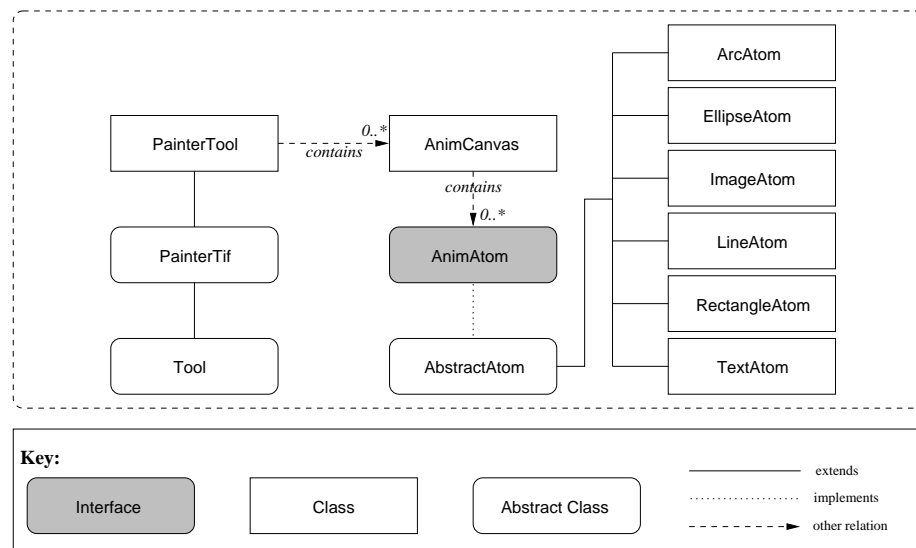 ArcAtom
EllipseAtom
PainterTool
0..*
contains
AnimCanvas
ImageAtom
contains
0..*
PainterTif
AnimAtom
LineAtom
RectangleAtom
Tool
AbstractAtom
TextAtom
Key:
Interface
Class
Abstract Class
extends
implements
other relation